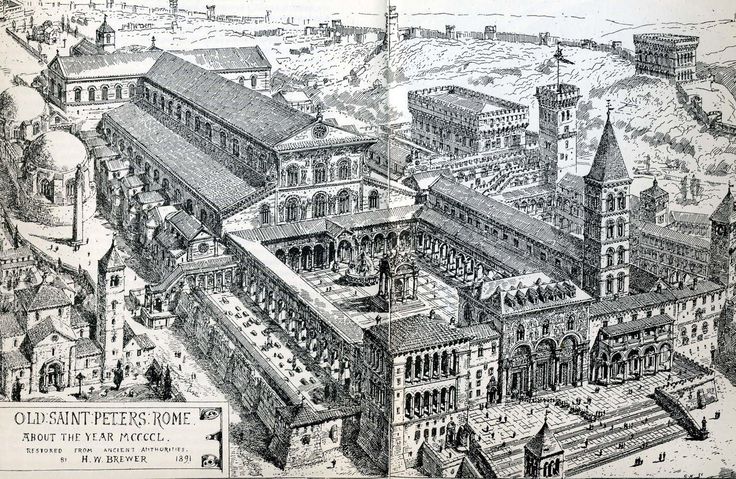 OLD:SAINT:PETERS:ROME.
ABOUT THE YEAR MCCCCL.
RESTORED FROM ANCIENT AUTHORITIES.
BY H. W. BREWER 1891